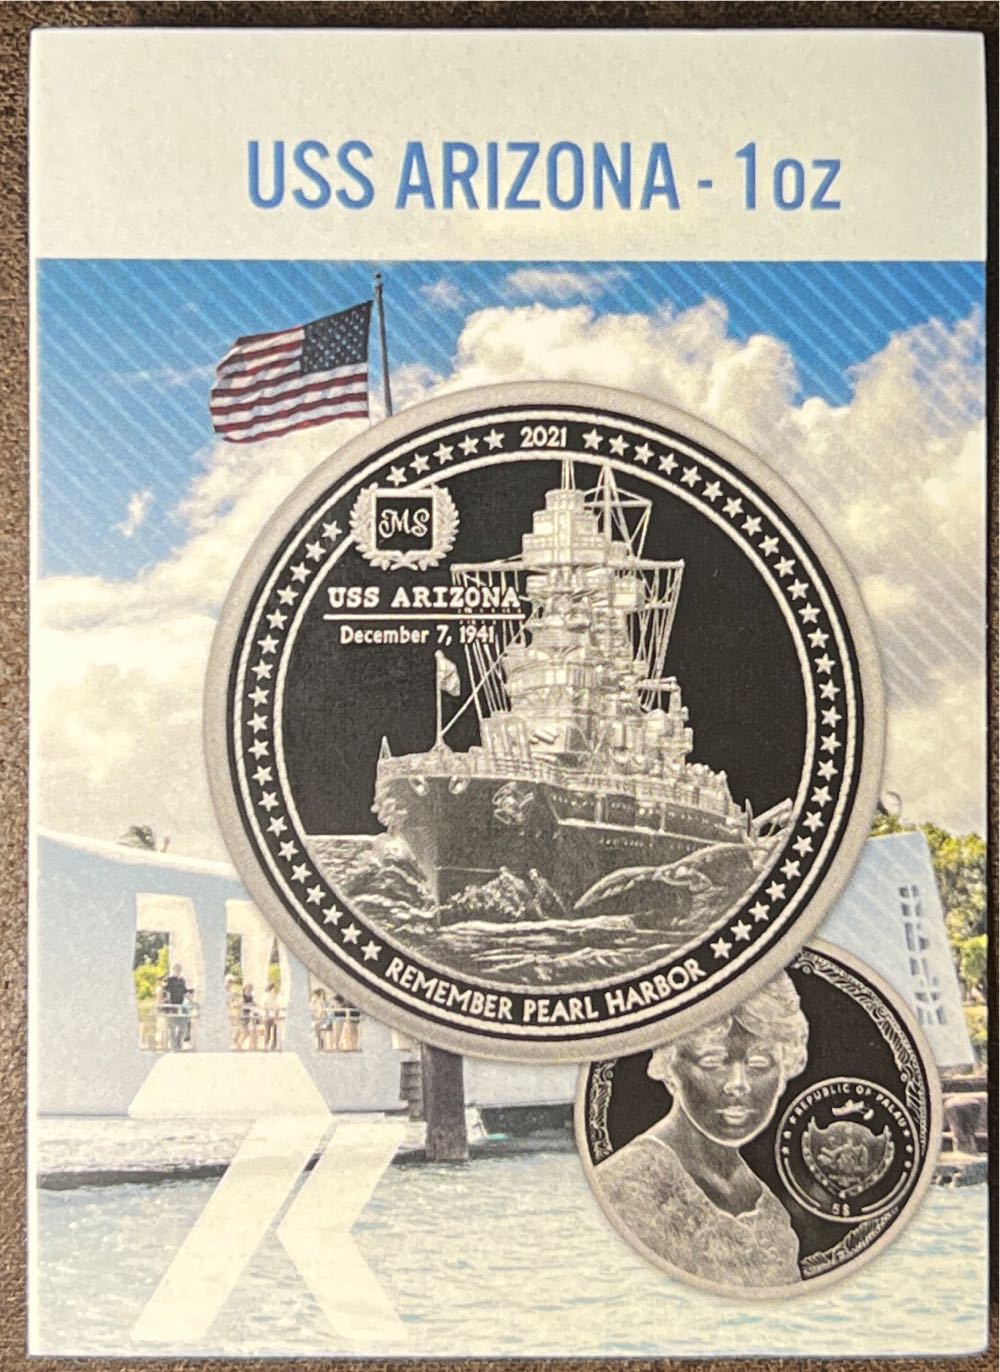 USS ARIZONA - 1oz
2021
MS
USS ARIZONA
December 7, 1941
REMEMBER PEARL HARBOR
REPUBLIC OF PALAU
5$